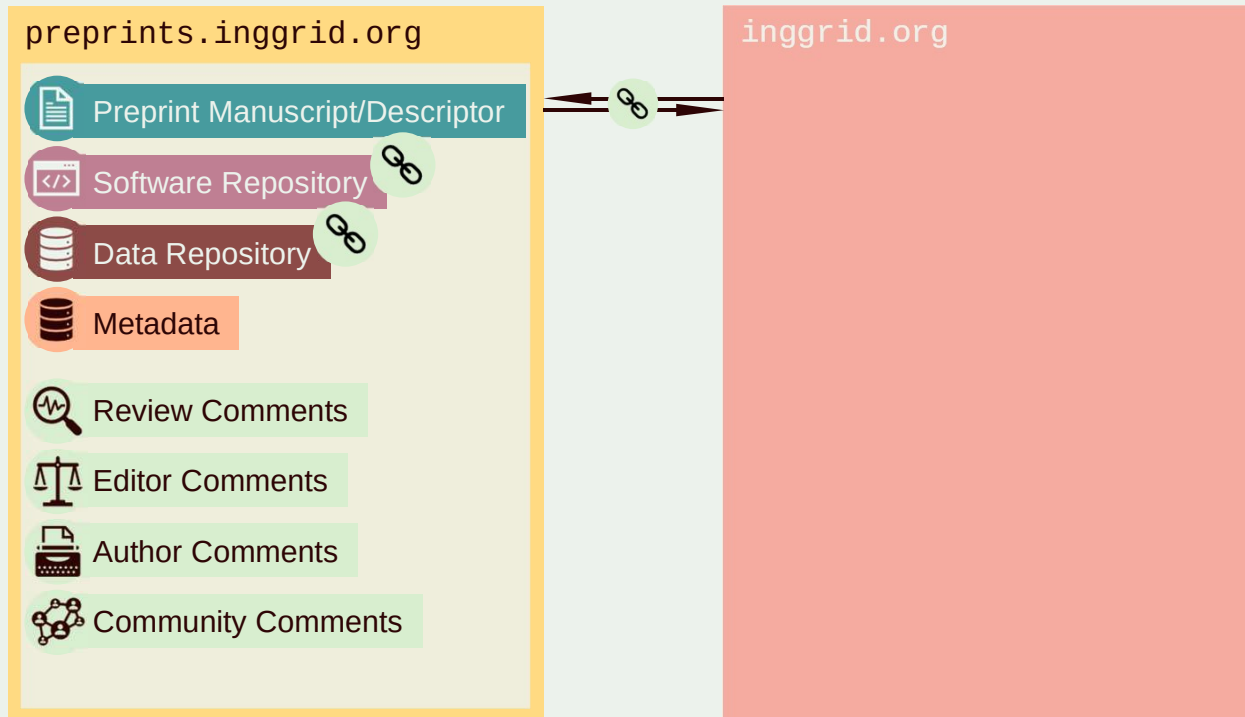 preprints.inggrid.org
inggrid.org
Preprint Manuscript/Descriptor
Software Repository
</>
Data Repository
Metadata
Review Comments
Editor Comments
Author Comments
Community Comments